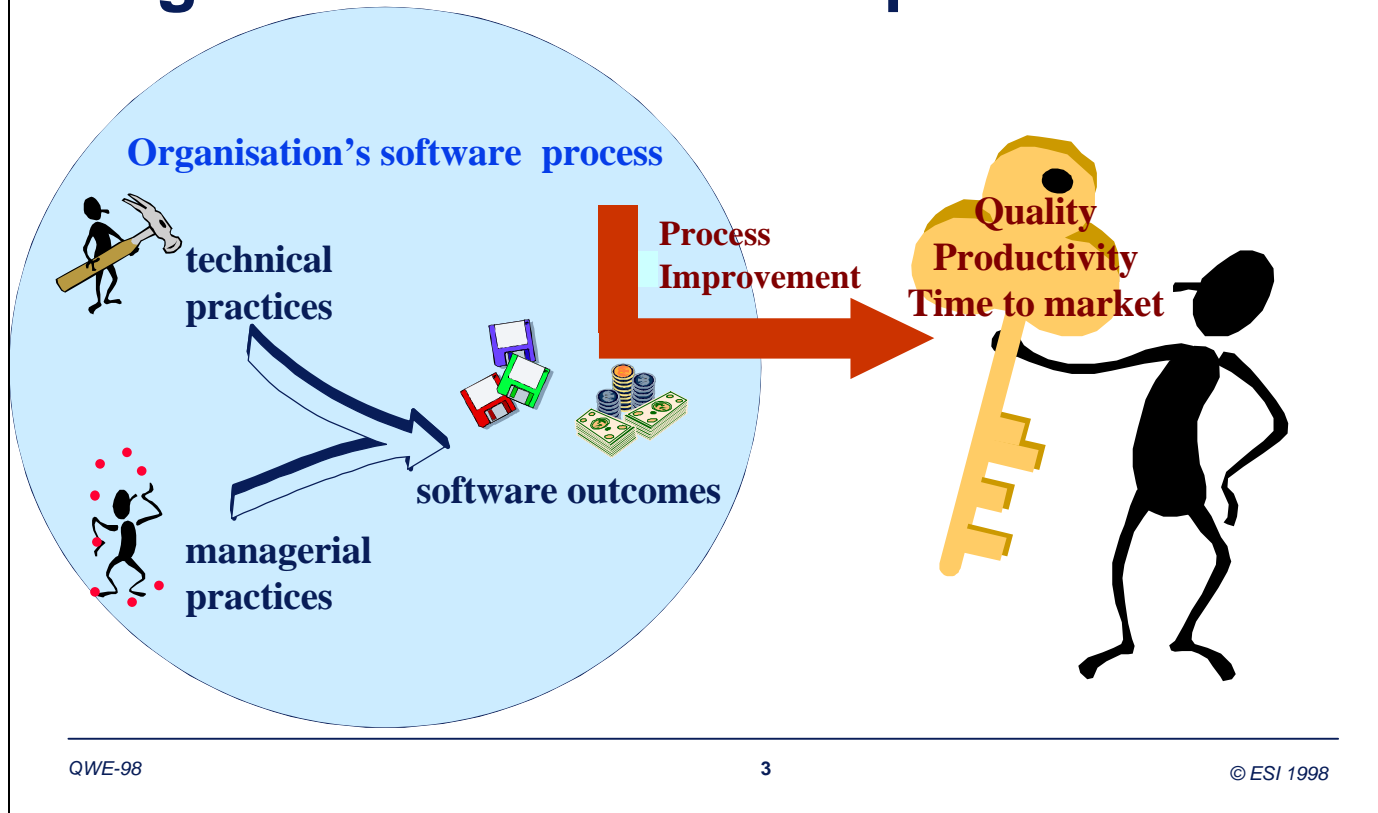 Organisation's software process
technical
practices
Process
Improvement
Quality
Productivity
Time to market
software outcomes
managerial
practices
QWE-98
3
© ESI 1998